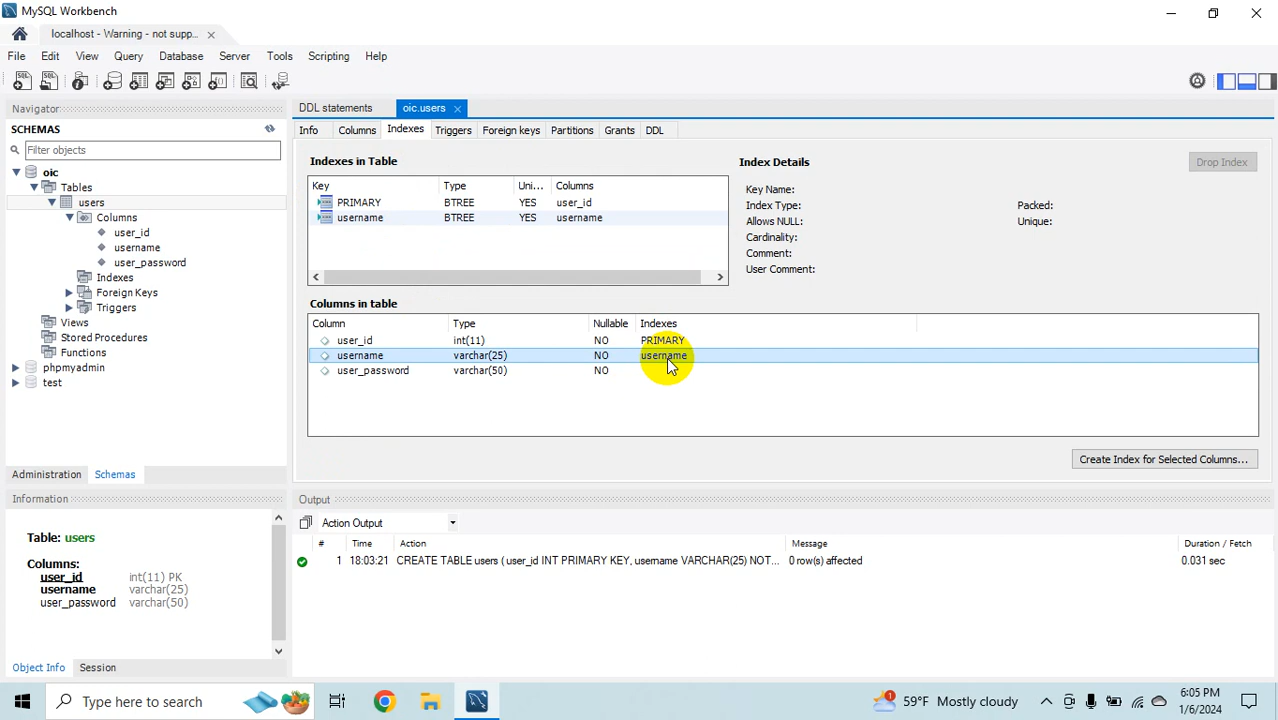 MySQL Workbench
localhost - Warning - not supp...
File Edit View Query Database Server Tools Scripting Help
Navigator
SCHEMAS
Filter objects
oic
Tables
users
Columns
user_id
username
user_password
Indexes
Foreign Keys
Triggers
Views
Stored Procedures
Functions
phpmyadmin
test
Administration Schemas
Information
Table: users
Columns:
user_id int(11) PK
username varchar(25)
user_password varchar(50)
Object Info Session
DDL statements oic.users
Info Columns Indexes Triggers Foreign keys Partitions Grants DDL
Indexes in Table
Key Type Uni... Columns
PRIMARY BTREE YES user_id
username BTREE YES username
Index Details
Drop Index
Key Name:
Index Type: Packed:
Allows NULL: Unique:
Cardinality:
Comment:
User Comment:
Columns in table
Column Type Nullable Indexes
user_id int(11) NO PRIMARY
username varchar(25) NO username
user_password varchar(50) NO
Create Index for Selected Columns...
Output
Action Output
# Time Action Message Duration / Fetch
1 18:03:21 CREATE TABLE users ( user_id INT PRIMARY KEY, username VARCHAR(25) NOT... 0 row(s) affected 0.031 sec
Type here to search
1
59°F Mostly cloudy
6:05 PM
1/6/2024